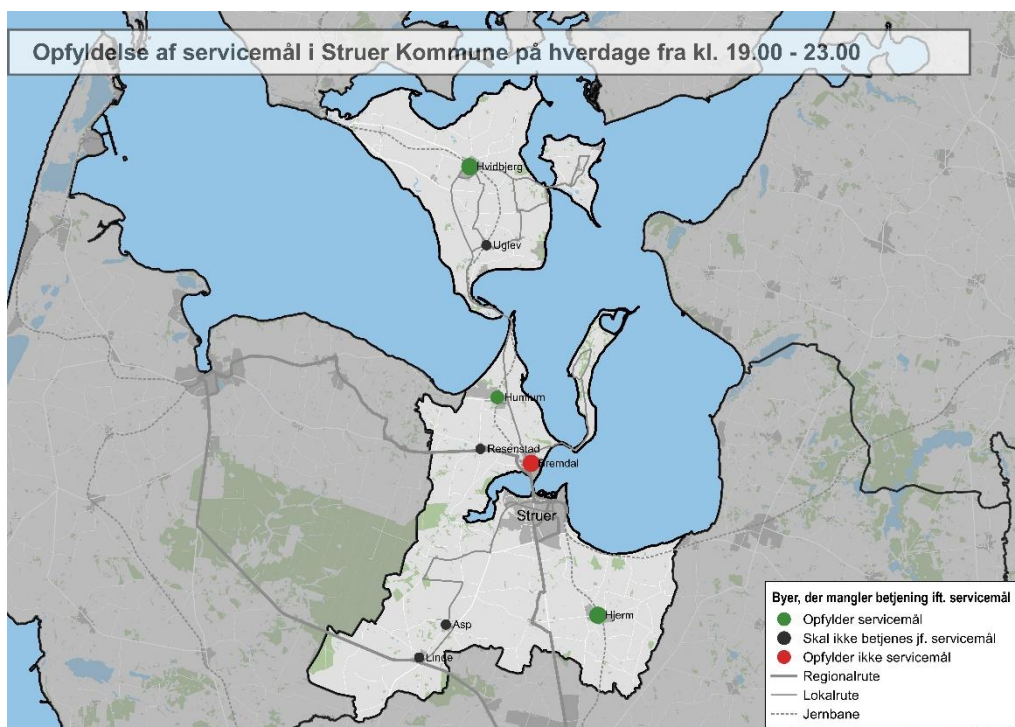 Opfyldelse af servicemål i Struer Kommune på hverdage fra kl. 19.00 - 23.00
Hvidbjerg
Uglev
Humlum
Resenstad
Bremdal
Struer
Hjerm
Asp
Linde
Byer, der mangler betjening ift. servicemål
Opfylder servicemål
Skal ikke betjenes jf. servicemål
Opfylder ikke servicemål
Regionalrute
Lokalrute
Jernbane